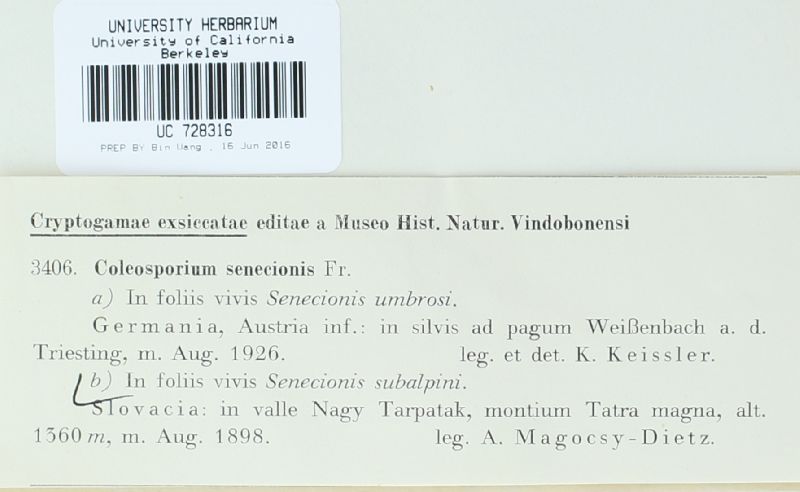 UNIVERSITY HERBARIUM
University of California
Berkeley
UC 728316
PREP BY Bin Wang , 16 Jun 2016
Cryptogamae exsiccatae editae a Museo Hist. Natur. Vindobonensi
3406. Coleosporium senecionis Fr.
a) In foliis vivis Senecionis umbrosi.
Germania, Austria inf.: in silvis ad pagum Weißenbach a. d.
Triesting, m. Aug. 1926. leg. et det. K. Keissler.
b) In foliis vivis Senecionis subalpini.
Slovacia: in valle Nagy Tarpatak, montium Tatra magna, alt.
1360 m, m. Aug. 1898. leg. A. Magocsy-Dietz.